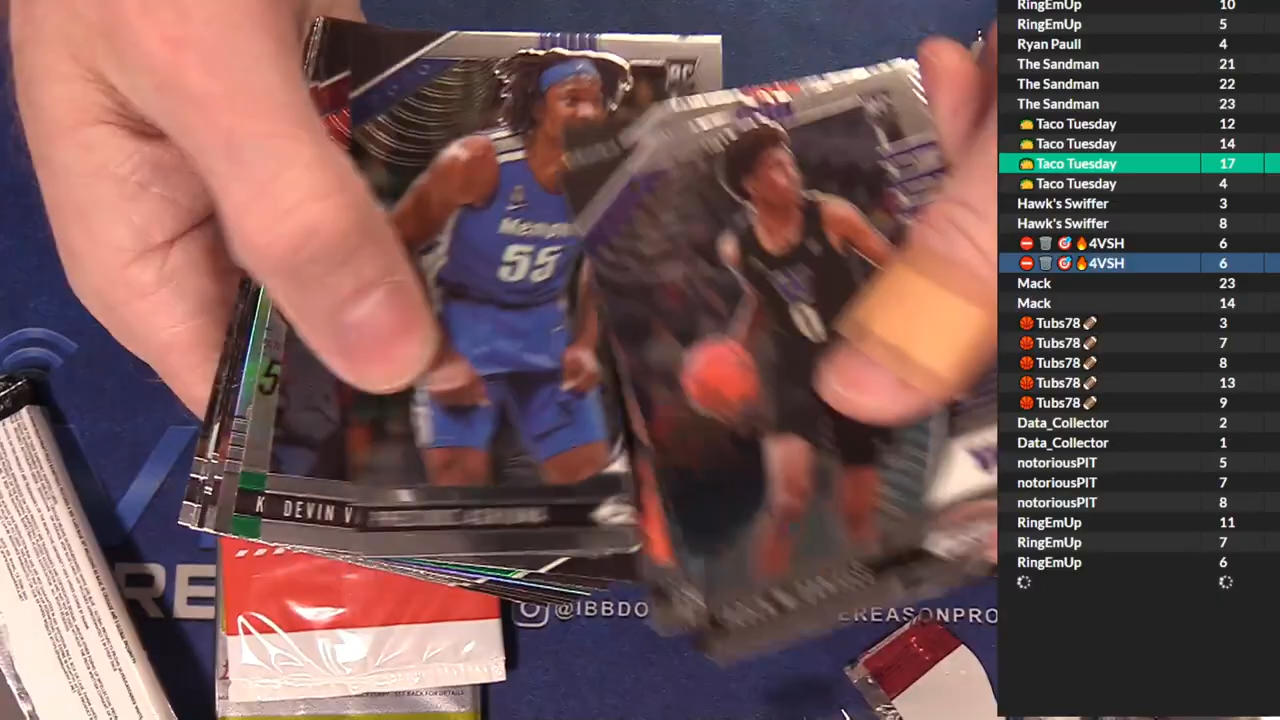 RingEmUp 10
RingEmUp 5
Ryan Paull 4
The Sandman 21
The Sandman 22
The Sandman 23
Taco Tuesday 12
Taco Tuesday 14
Taco Tuesday 17
Taco Tuesday 4
Hawk's Swiffer 3
Hawk's Swiffer 8
4VSH 6
4VSH 6
Mack 23
Mack 14
Tubs78 3
Tubs78 7
Tubs78 8
Tubs78 13
Tubs78 9
Data_Collector 2
Data_Collector 1
notoriousPIT 5
notoriousPIT 7
notoriousPIT 8
RingEmUp 11
RingEmUp 7
RingEmUp 6
RC
55
5
K DEVIN V
RE
@IBBDO
EREASONPRO